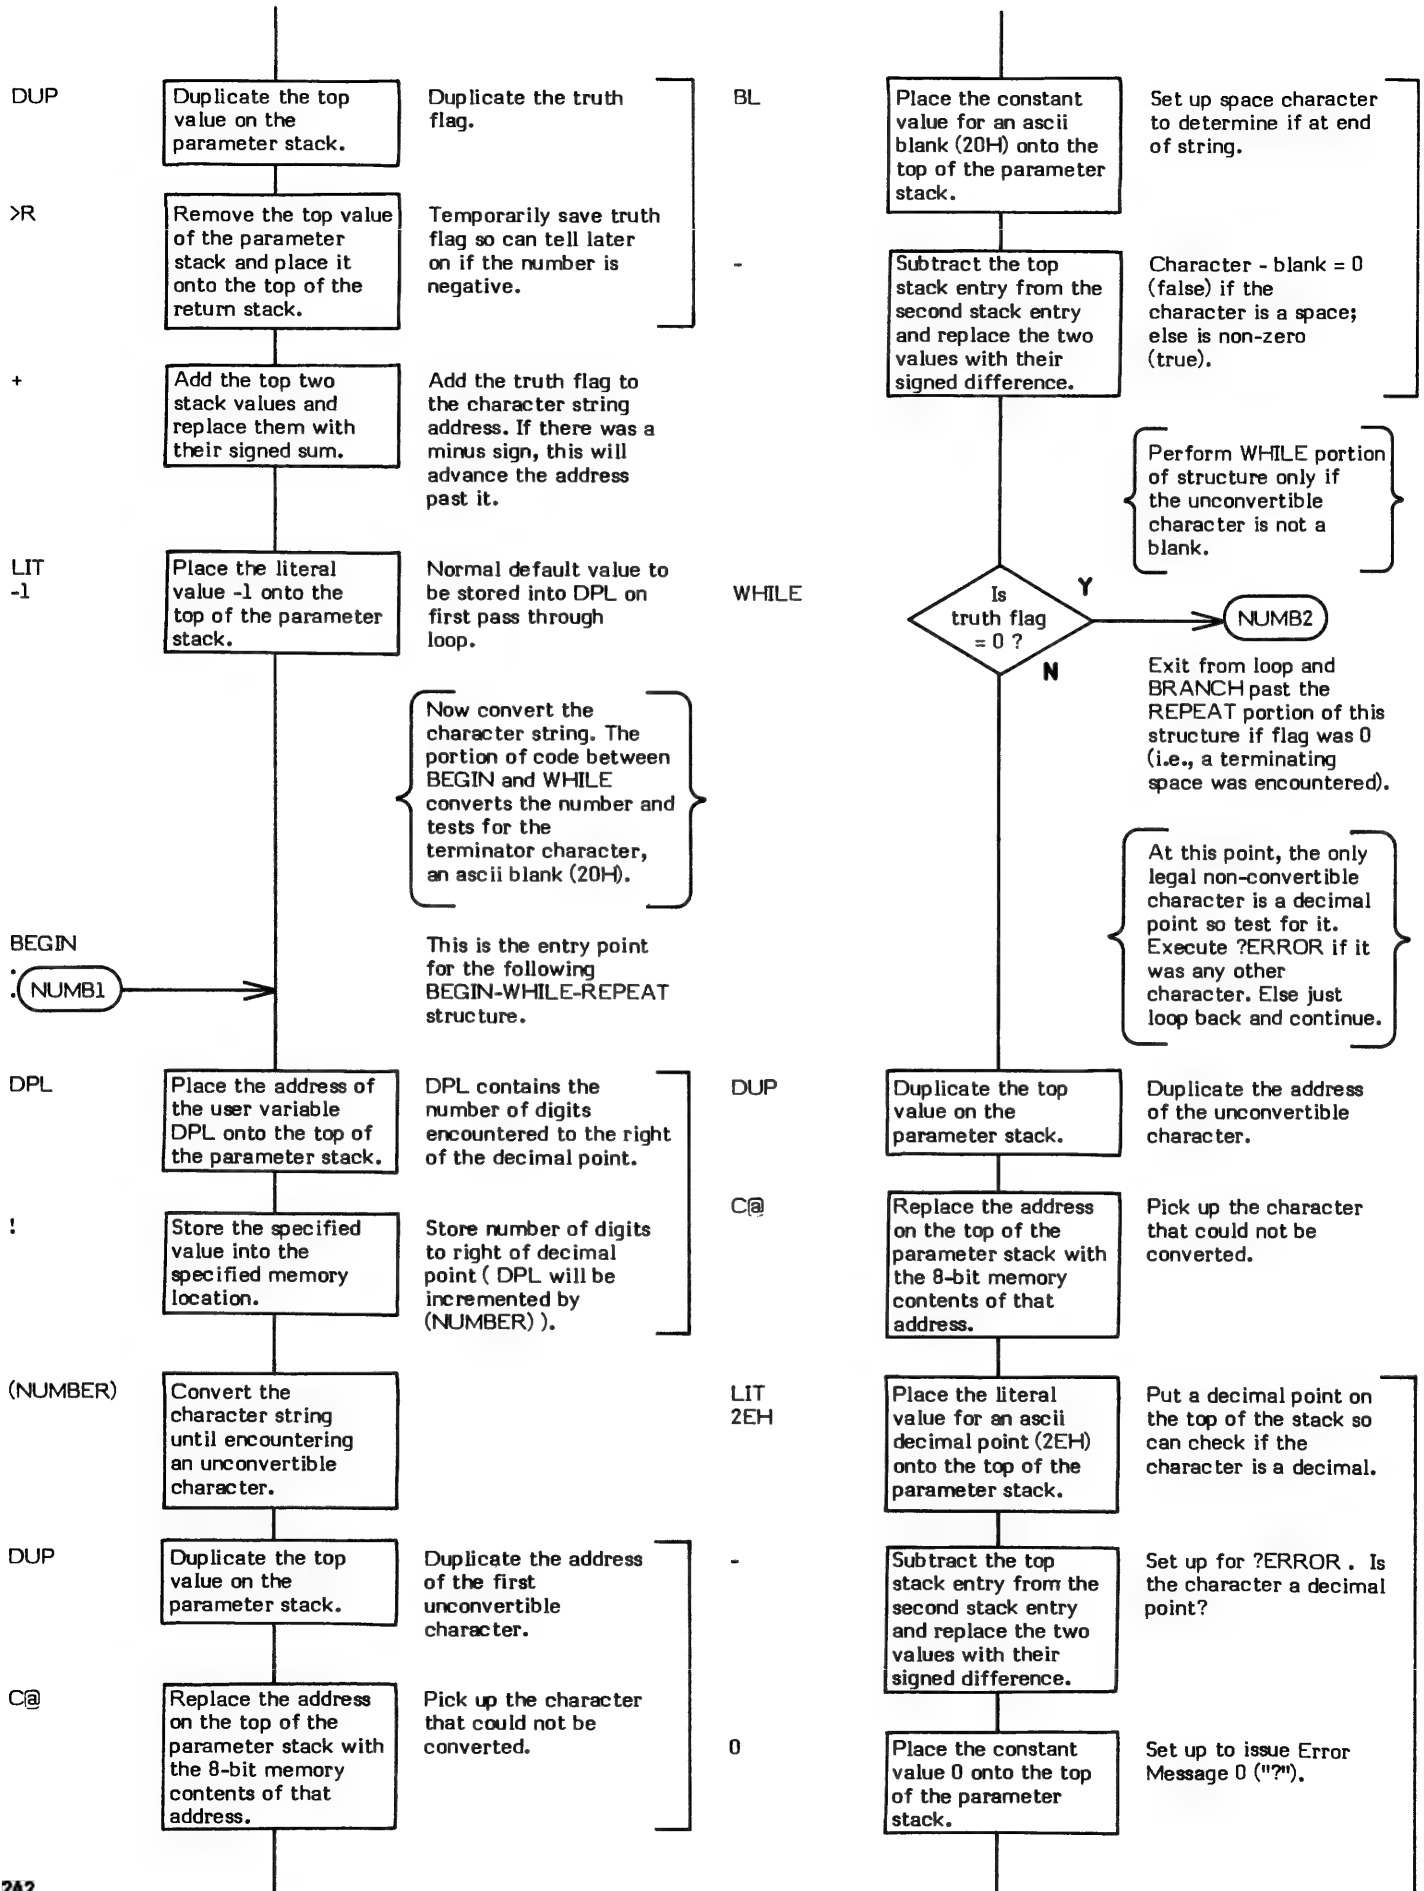 DUP
Duplicate the top
value on the
parameter stack.
Duplicate the truth
flag.
>R
Remove the top value
of the parameter
stack and place it
onto the top of the
return stack.
Temporarily save truth
flag so can tell later
on if the number is
negative.
+
Add the top two
stack values and
replace them with
their signed sum.
Add the truth flag to
the character string
address. If there was a
minus sign, this will
advance the address
past it.
LIT
-1
Place the literal
value -1 onto the
top of the parameter
stack.
Normal default value to
be stored into DPL on
first pass through
loop.
Now convert the
character string. The
portion of code between
BEGIN and WHILE
converts the number and
tests for the
terminator character,
an ascii blank (20H).
BEGIN
:
NUMB1
This is the entry point
for the following
BEGIN-WHILE-REPEAT
structure.
DPL
Place the address of
the user variable
DPL onto the top of
the parameter stack.
DPL contains the
number of digits
encountered to the right
of the decimal point.
!
Store the specified
value into the
specified memory
location.
Store number of digits
to right of decimal
point ( DPL will be
incremented by
(NUMBER) ).
(NUMBER)
Convert the
character string
until encountering
an unconvertible
character.
DUP
Duplicate the top
value on the
parameter stack.
Duplicate the address
of the first
unconvertible
character.
C@
Replace the address
on the top of the
parameter stack with
the 8-bit memory
contents of that
address.
Pick up the character
that could not be
converted.
242
BL
Place the constant
value for an ascii
blank (20H) onto the
top of the parameter
stack.
Set up space character
to determine if at end
of string.
-
Subtract the top
stack entry from the
second stack entry
and replace the two
values with their
signed difference.
Character - blank = 0
(false) if the
character is a space;
else is non-zero
(true).
Perform WHILE portion
of structure only if
the unconvertible
character is not a
blank.
WHILE
Is
truth flag
= 0 ?
Y
N
NUMB2
Exit from loop and
BRANCH past the
REPEAT portion of this
structure if flag was 0
(i.e., a terminating
space was encountered).
At this point, the only
legal non-convertible
character is a decimal
point so test for it.
Execute ?ERROR if it
was any other
character. Else just
loop back and continue.
DUP
Duplicate the top
value on the
parameter stack.
Duplicate the address
of the unconvertible
character.
C@
Replace the address
on the top of the
parameter stack with
the 8-bit memory
contents of that
address.
Pick up the character
that could not be
converted.
LIT
2EH
Place the literal
value for an ascii
decimal point (2EH)
onto the top of the
parameter stack.
Put a decimal point on
the top of the stack so
can check if the
character is a decimal.
-
Subtract the top
stack entry from the
second stack entry
and replace the two
values with their
signed difference.
Set up for ?ERROR . Is
the character a decimal
point?
0
Place the constant
value 0 onto the top
of the parameter
stack.
Set up to issue Error
Message 0 ("?").